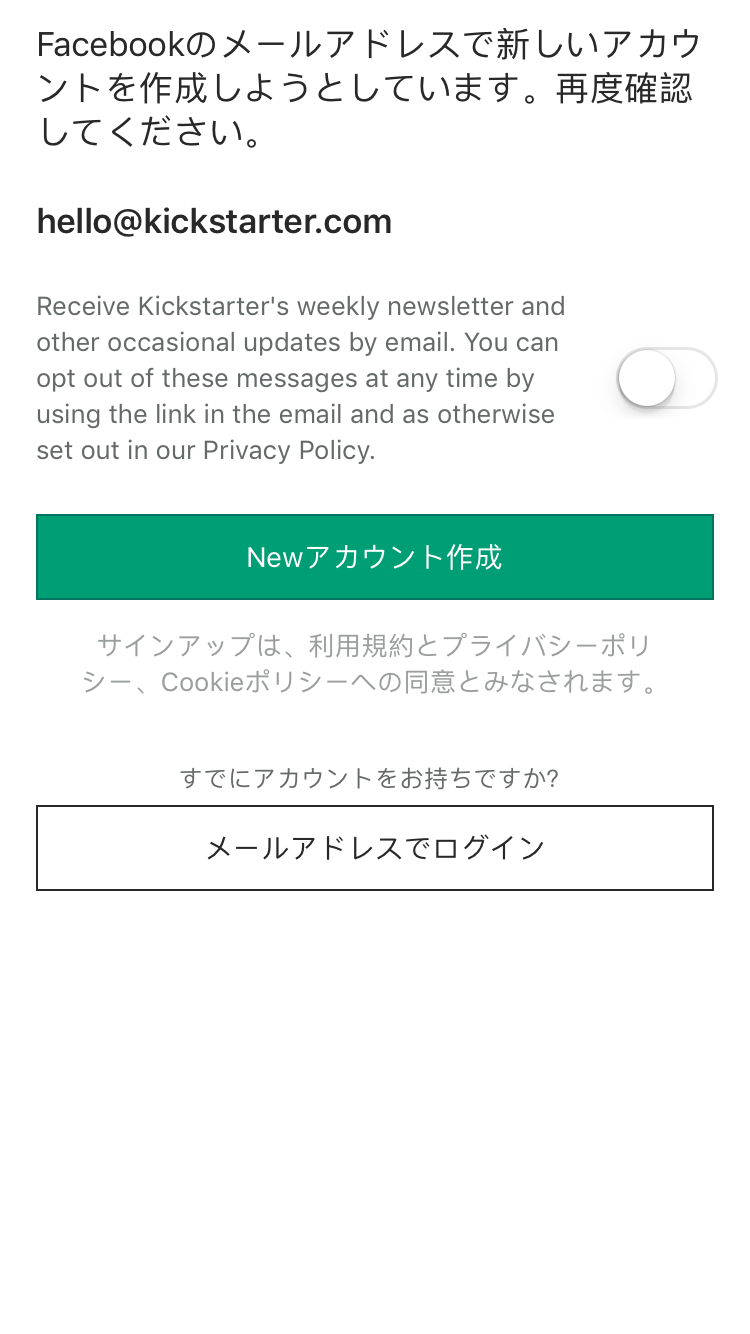 Facebookのメールアドレスで新しいアカウ
ントを作成しようとしています。再度確認
してください。
hello@kickstarter.com
Receive Kickstarter's weekly newsletter and
other occasional updates by email. You can
opt out of these messages at any time by
using the link in the email and as otherwise
set out in our Privacy Policy.
Newアカウント作成
サインアップは、利用規約とプライバシーポリ
シー、Cookieポリシーへの同意とみなされます。
すでにアカウントをお持ちですか?
メールアドレスでログイン